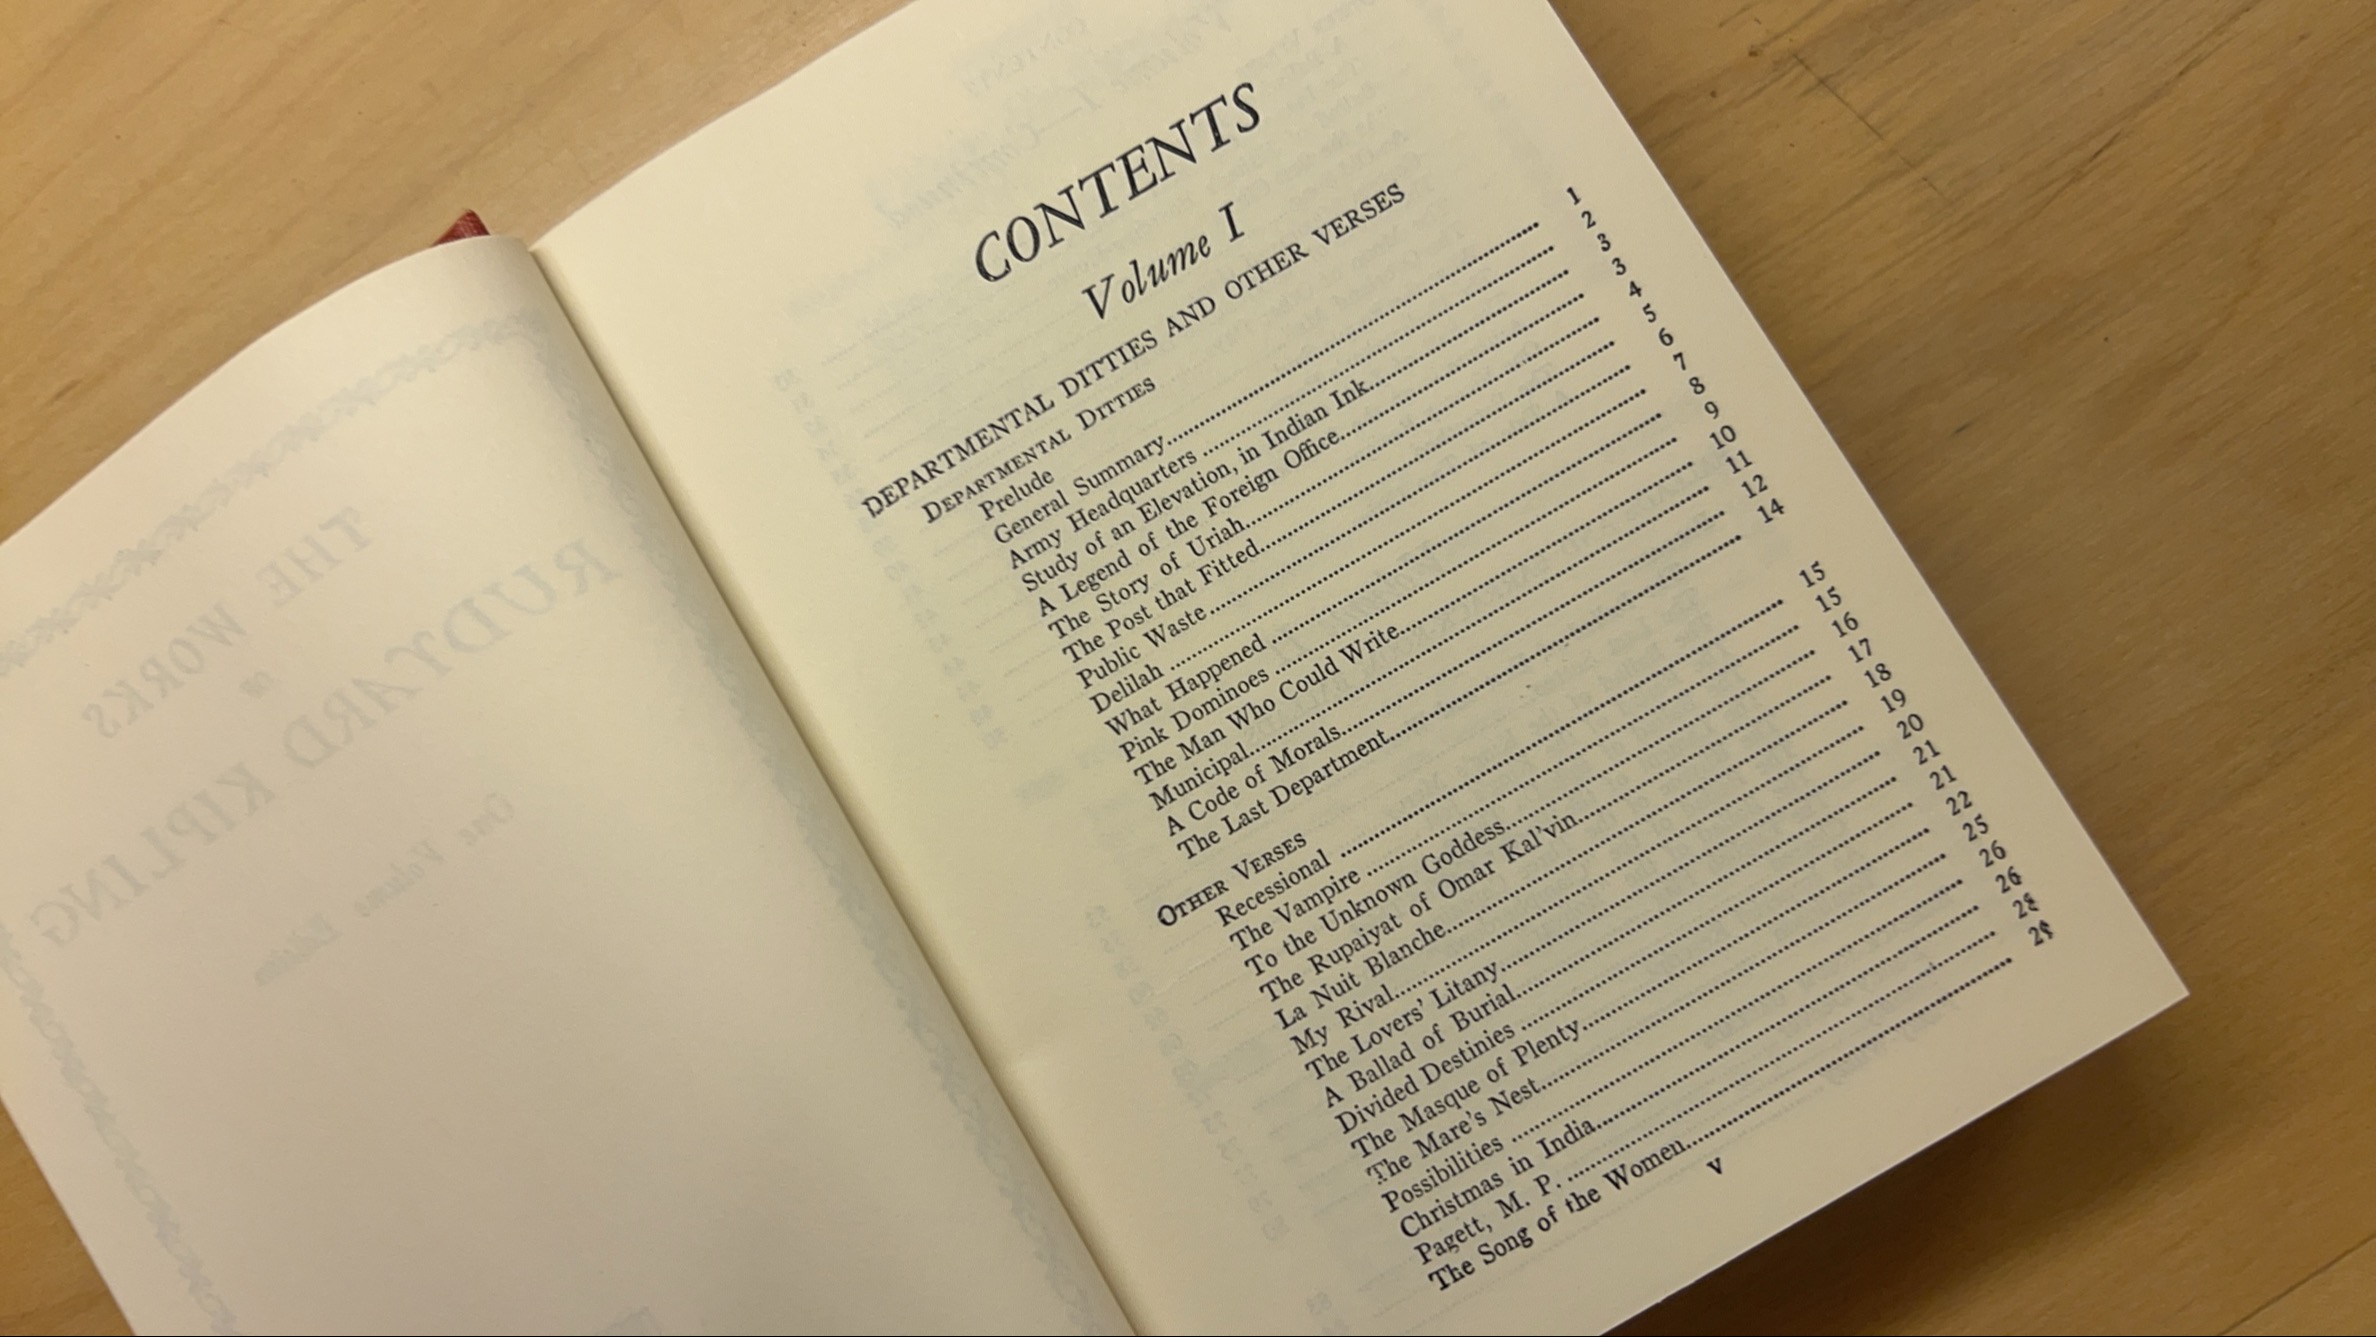 THE WORKS
OF
RUDYARD KIPLING
One Volume Edition
CONTENTS
Volume I
DEPARTMENTAL DITTIES AND OTHER VERSES
DEPARTMENTAL DITTIES
Prelude
General Summary 1
Army Headquarters 2
Study of an Elevation, in Indian Ink 3
A Legend of the Foreign Office 3
The Story of Uriah 4
The Post that Fitted 5
Public Waste 6
Delilah 7
What Happened 8
Pink Dominoes 9
The Man Who Could Write 10
Municipal 11
A Code of Morals 12
The Last Department 14
OTHER VERSES
Recessional 15
The Vampire 15
To the Unknown Goddess 16
The Rupaiyat of Omar Kal'vin 17
La Nuit Blanche 18
My Rival 19
The Lovers' Litany 20
A Ballad of Burial 21
Divided Destinies 21
The Masque of Plenty 22
The Mare's Nest 25
Possibilities 26
Christmas in India 26
Pagett, M. P. 28
The Song of the Women 29
v